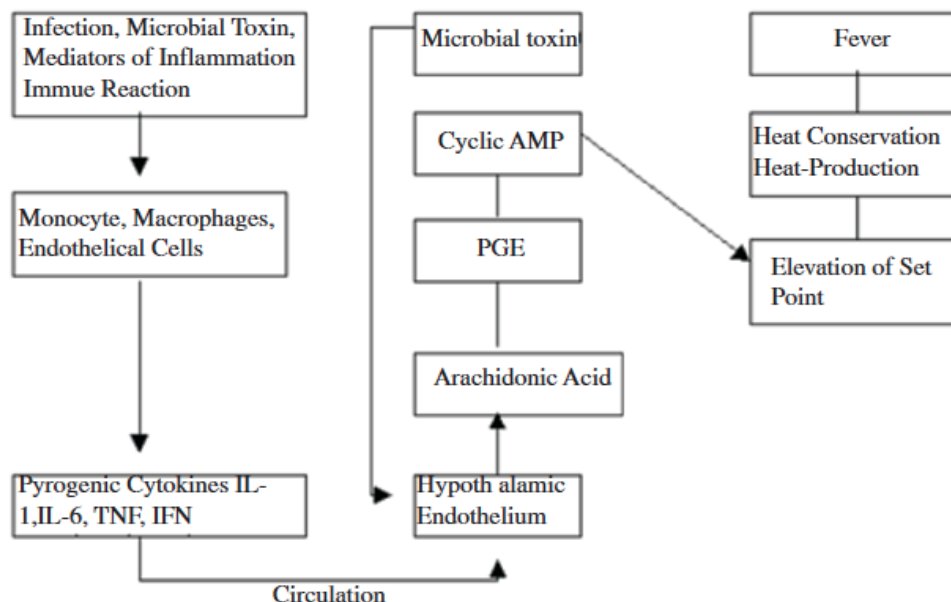 Infection, Microbial Toxin,
Mediators of Inflammation
Immue Reaction
Monocyte, Macrophages,
Endothelical Cells
Pyrogenic Cytokines IL-
1,IL-6, TNF, IFN
Circulation
Microbial toxin
Cyclic AMP
PGE
Arachidonic Acid
Hypoth alamic
Endothelium
Fever
Heat Conservation
Heat-Production
Elevation of Set
Point